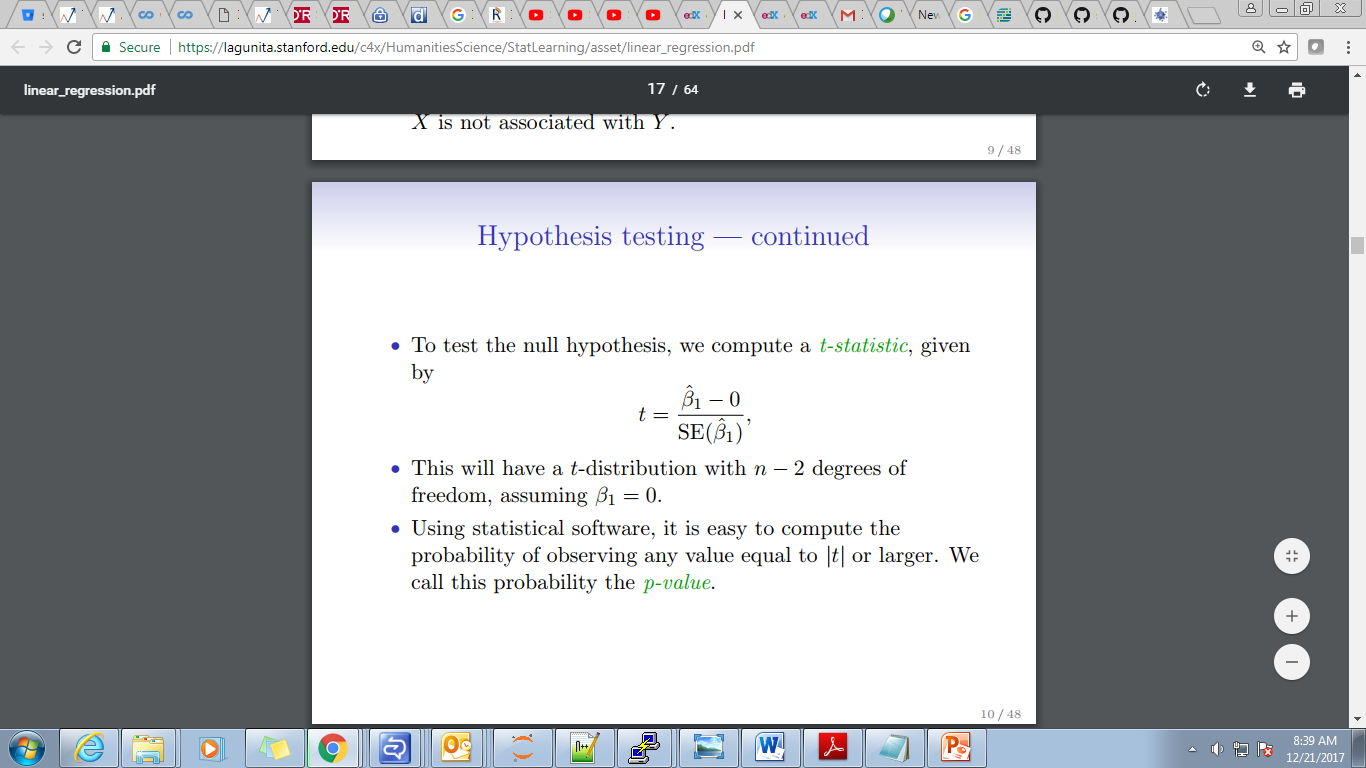 New
Secure | https://lagunita.stanford.edu/c4x/HumanitiesScience/StatLearning/asset/linear_regression.pdf
linear_regression.pdf 17 / 64
X is not associated with Y.
9 / 48
Hypothesis testing — continued
• To test the null hypothesis, we compute a t-statistic, given
by
t = (β̂₁ − 0) / SE(β̂₁),
• This will have a t-distribution with n − 2 degrees of
freedom, assuming β₁ = 0.
• Using statistical software, it is easy to compute the
probability of observing any value equal to |t| or larger. We
call this probability the p-value.
10 / 48
8:39 AM
12/21/2017